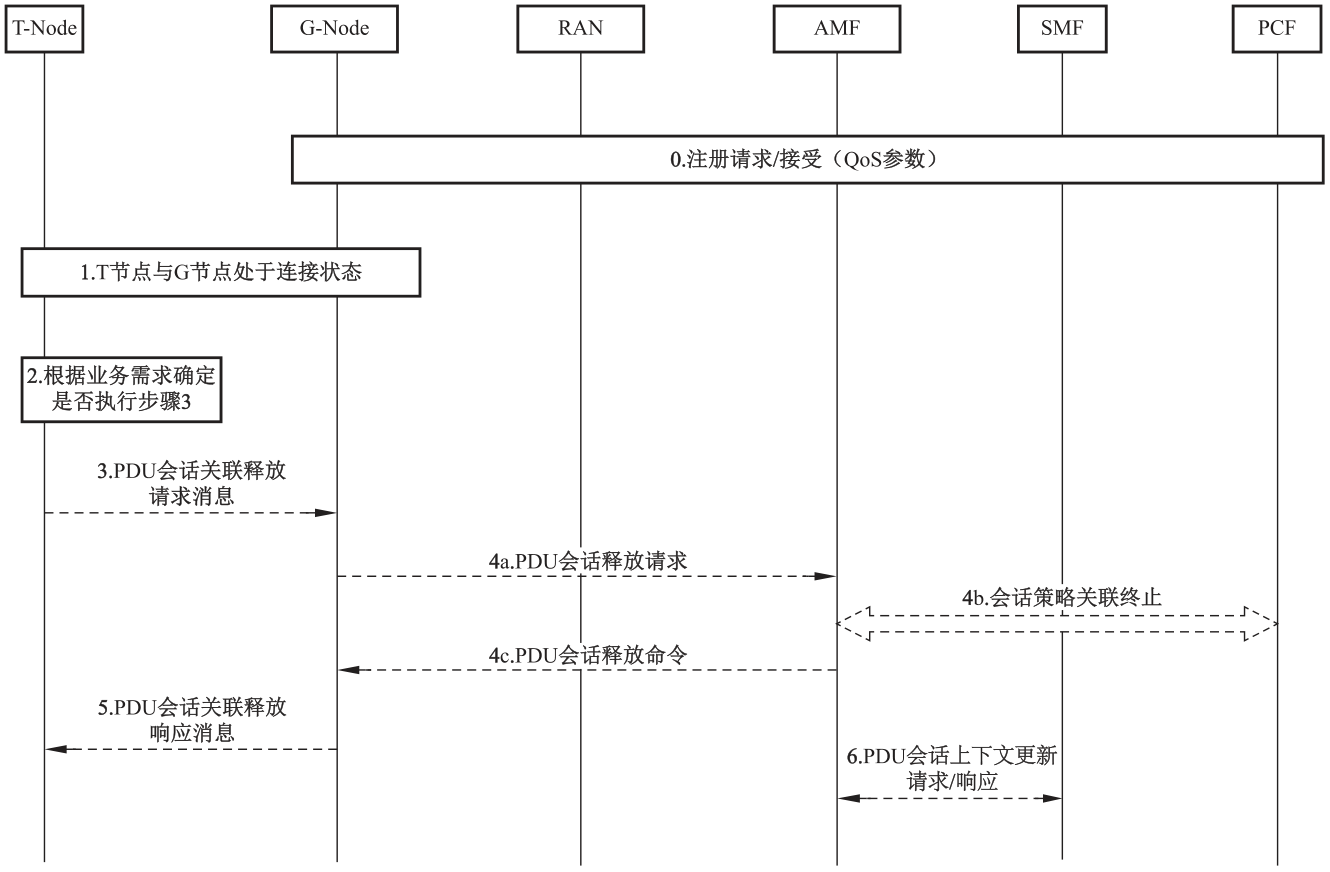 T-Node
G-Node
RAN
AMF
SMF
PCF
0.注册请求/接受（QoS参数）
1.T节点与G节点处于连接状态
2.根据业务需求确定
是否执行步骤3
3.PDU会话关联释放
请求消息
4a.PDU会话释放请求
4b.会话策略关联终止
4c.PDU会话释放命令
5.PDU会话关联释放
响应消息
6.PDU会话上下文更新
请求/响应